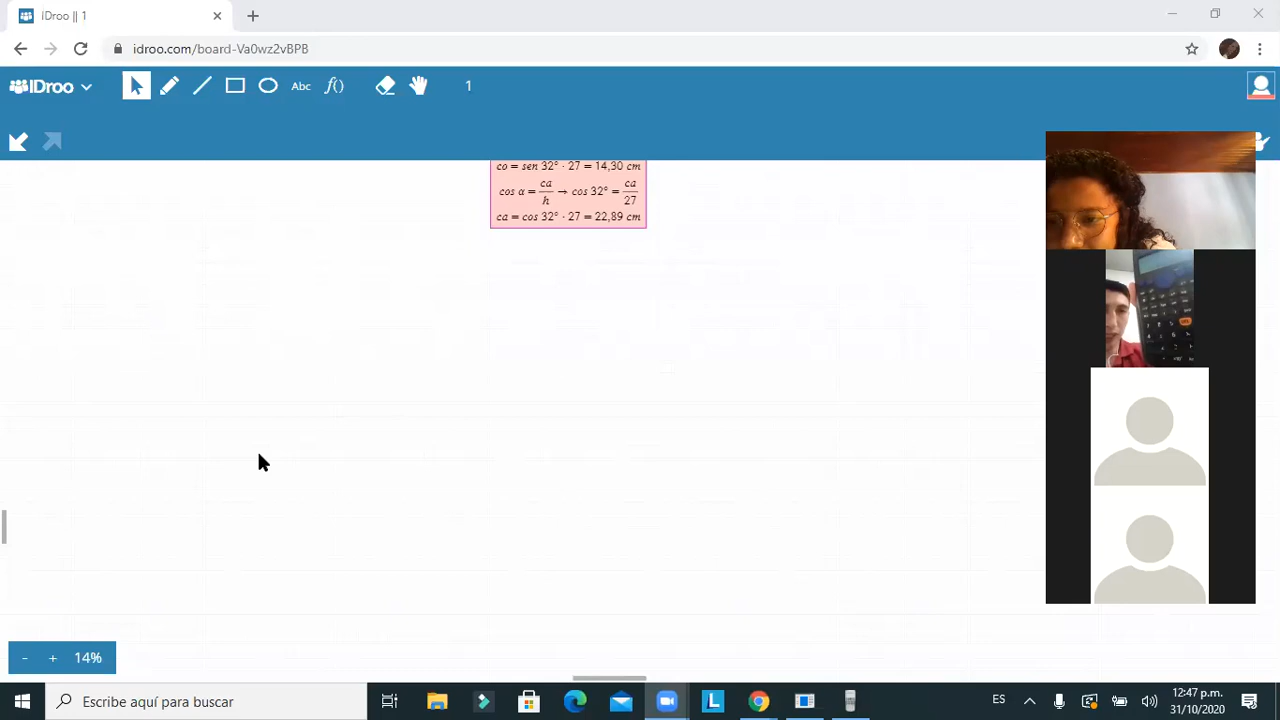 IDroo || 1
idroo.com/board-Va0wz2vBPB
IDroo
Abc
f()
1
co = sen 32° · 27 = 14,30 cm
cos α = ca/h → cos 32° = ca/27
ca = cos 32° · 27 = 22,89 cm
- + 14%
Escribe aquí para buscar
L
ES
12:47 p.m.
31/10/2020